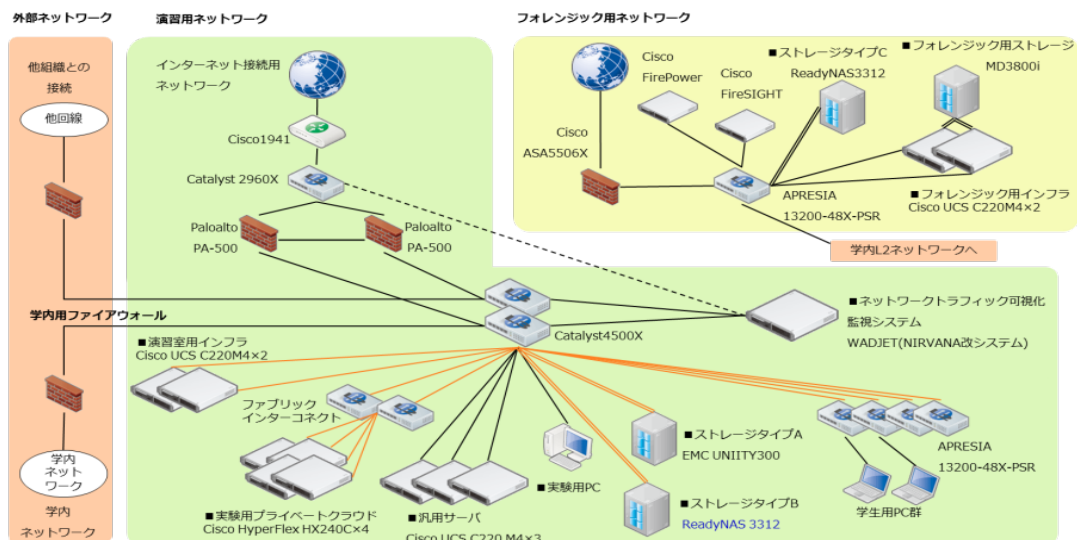 外部ネットワーク
演習用ネットワーク
フォレンジック用ネットワーク
他組織との
接続
他回線
学内用ファイアウォール
学内
ネット
ワーク
学内
ネットワーク
インターネット接続用
ネットワーク
Cisco1941
Catalyst 2960X
Paloalto
PA-500
Paloalto
PA-500
Catalyst4500X
■ネットワークトラフィック可視化
監視システム
WADJET(NIRVANA改システム)
■演習室用インフラ
Cisco UCS C220M4×2
ファブリック
インターコネクト
■実験用プライベートクラウド
Cisco HyperFlex HX240C×4
■汎用サーバ
Cisco UCS C220 M4×3
■実験用PC
■ストレージタイプA
EMC UNIITY300
■ストレージタイプB
ReadyNAS 3312
APRESIA
13200-48X-PSR
学生用PC群
Cisco
FirePower
Cisco
FireSIGHT
■ストレージタイプC
ReadyNAS3312
■フォレンジック用ストレージ
MD3800i
Cisco
ASA5506X
APRESIA
13200-48X-PSR
■フォレンジック用インフラ
Cisco UCS C220M4×2
学内L2ネットワークへ